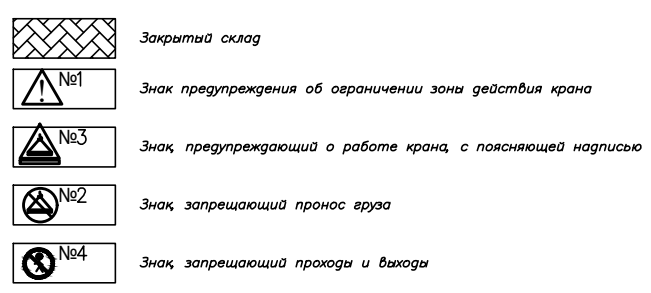 Закрытый склад
№1 Знак предупреждения об ограничении зоны действия крана
№3 Знак, предупреждающий о работе крана, с поясняющей надписью
№2 Знак, запрещающий пронос груза
№4 Знак, запрещающий проходы и выходы